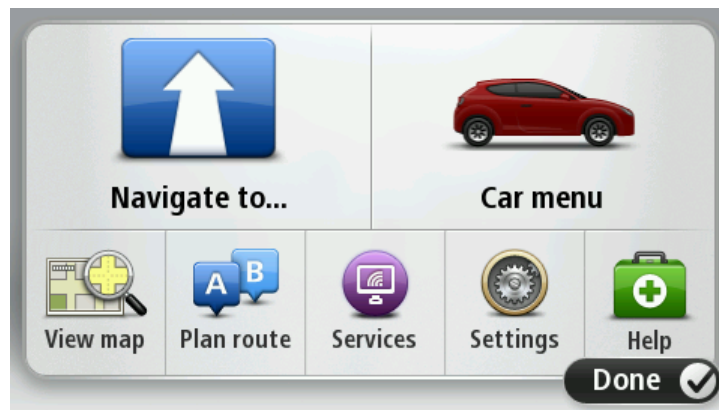 Navigate to...
Car menu
A
B
View map
Plan route
Services
Settings
Help
Done